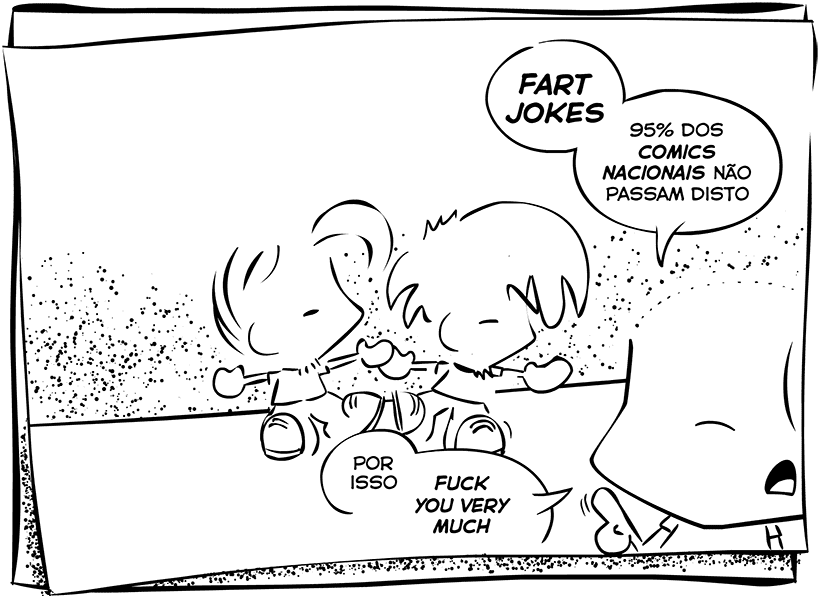 FART
JOKES
95% DOS
COMICS
NACIONAIS NÃO
PASSAM DISTO
POR
ISSO
FUCK
YOU VERY
MUCH
H